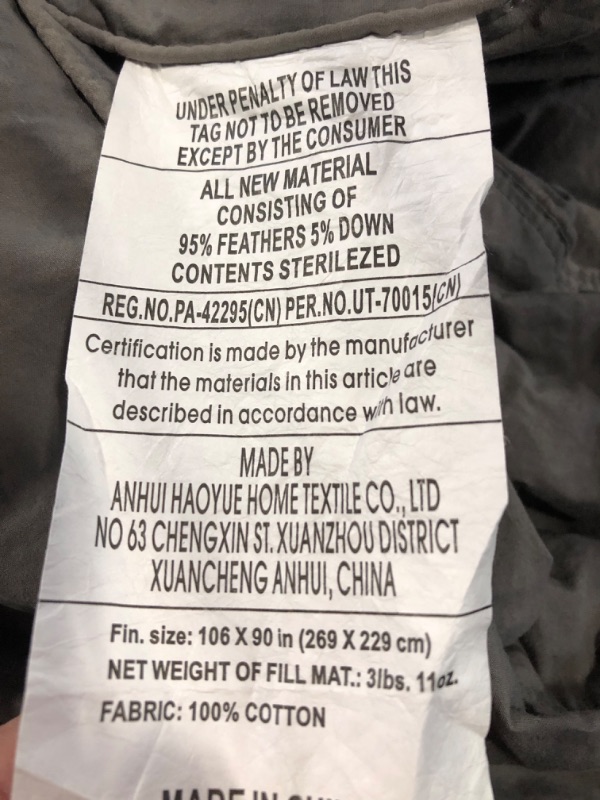 UNDER PENALTY OF LAW THIS
TAG NOT TO BE REMOVED
EXCEPT BY THE CONSUMER
ALL NEW MATERIAL
CONSISTING OF
95% FEATHERS 5% DOWN
CONTENTS STERILEZED
REG.NO.PA-42295(CN) PER.NO.UT-70015(CN)
Certification is made by the manufacturer
that the materials in this article are
described in accordance with law.
MADE BY
ANHUI HAOYUE HOME TEXTILE CO., LTD
NO 63 CHENGXIN ST. XUANZHOU DISTRICT
XUANCHENG ANHUI, CHINA
Fin. size: 106 X 90 in (269 X 229 cm)
NET WEIGHT OF FILL MAT.: 3lbs. 11oz.
FABRIC: 100% COTTON
MADE IN